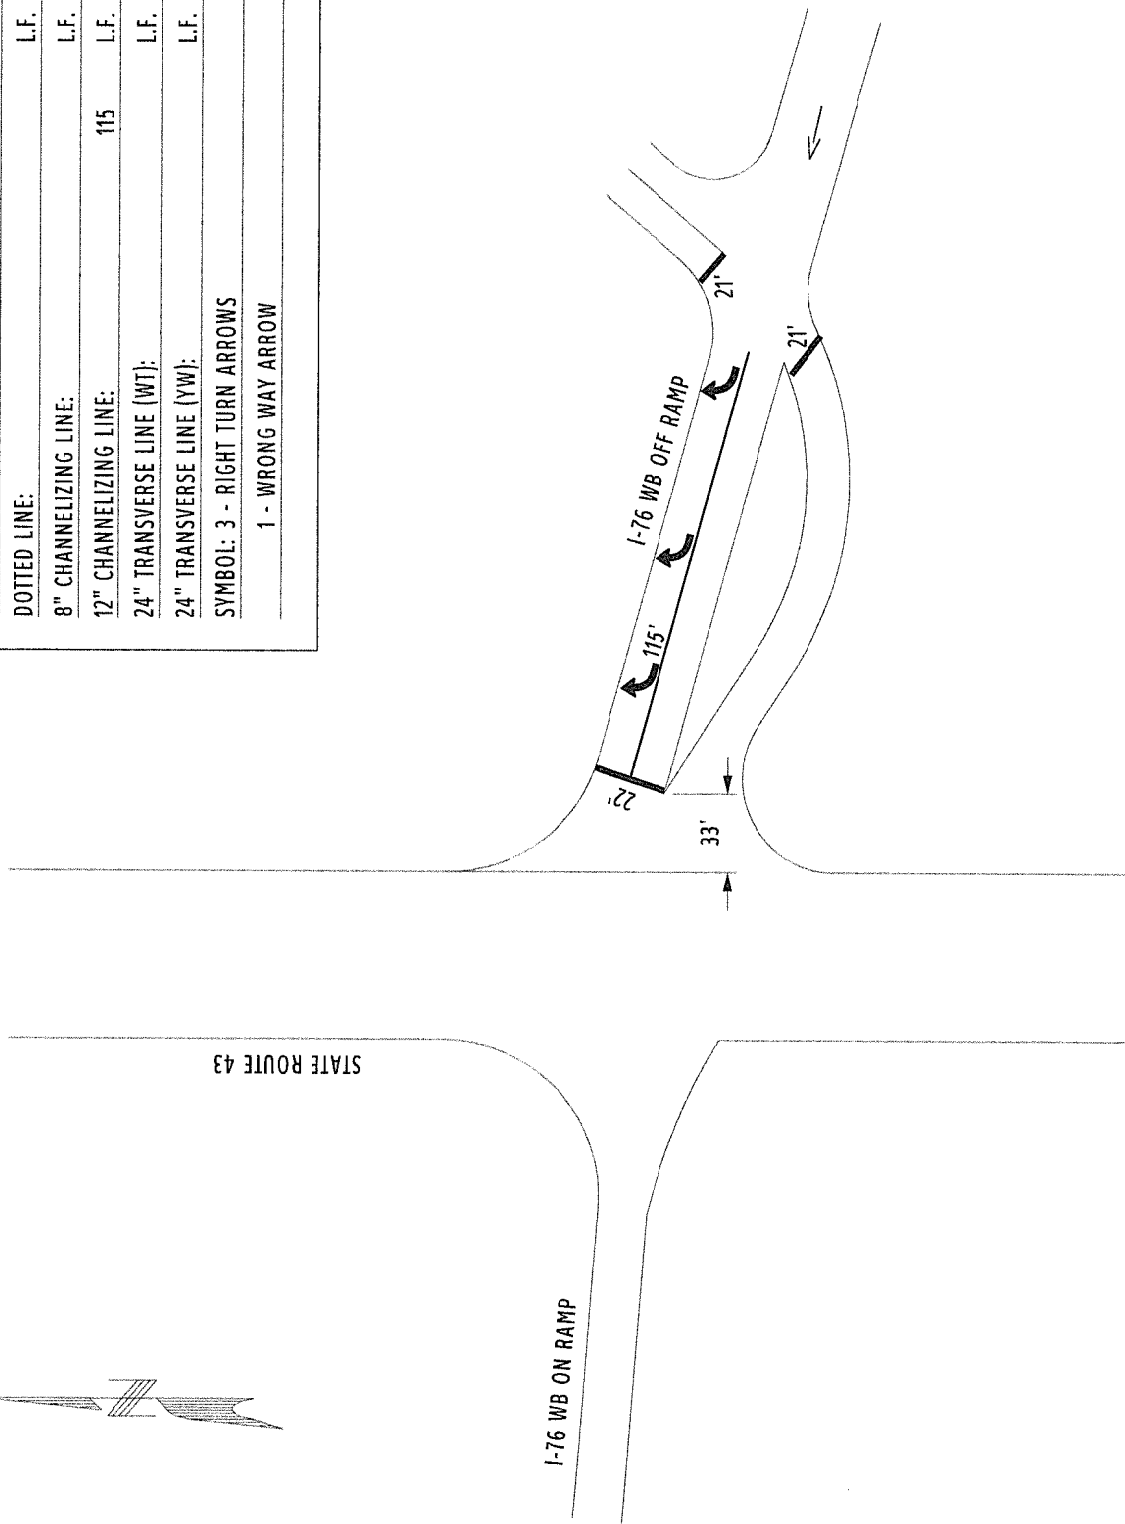 DOTTED LINE: L.F.
8" CHANNELIZING LINE: L.F.
12" CHANNELIZING LINE: 115 L.F.
24" TRANSVERSE LINE (WT): L.F.
24" TRANSVERSE LINE (YW): L.F.
SYMBOL: 3 - RIGHT TURN ARROWS
1 - WRONG WAY ARROW
21'
21'
I-76 WB OFF RAMP
115'
22'
33'
STATE ROUTE 43
I-76 WB ON RAMP